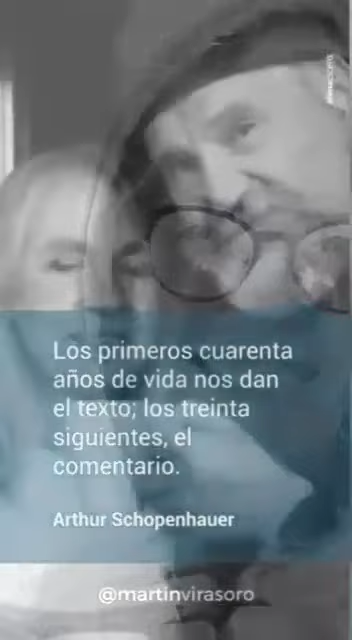 Los primeros cuarenta
años de vida nos dan
el texto; los treinta
siguientes, el
comentario.
Arthur Schopenhauer
@martinvirasoro